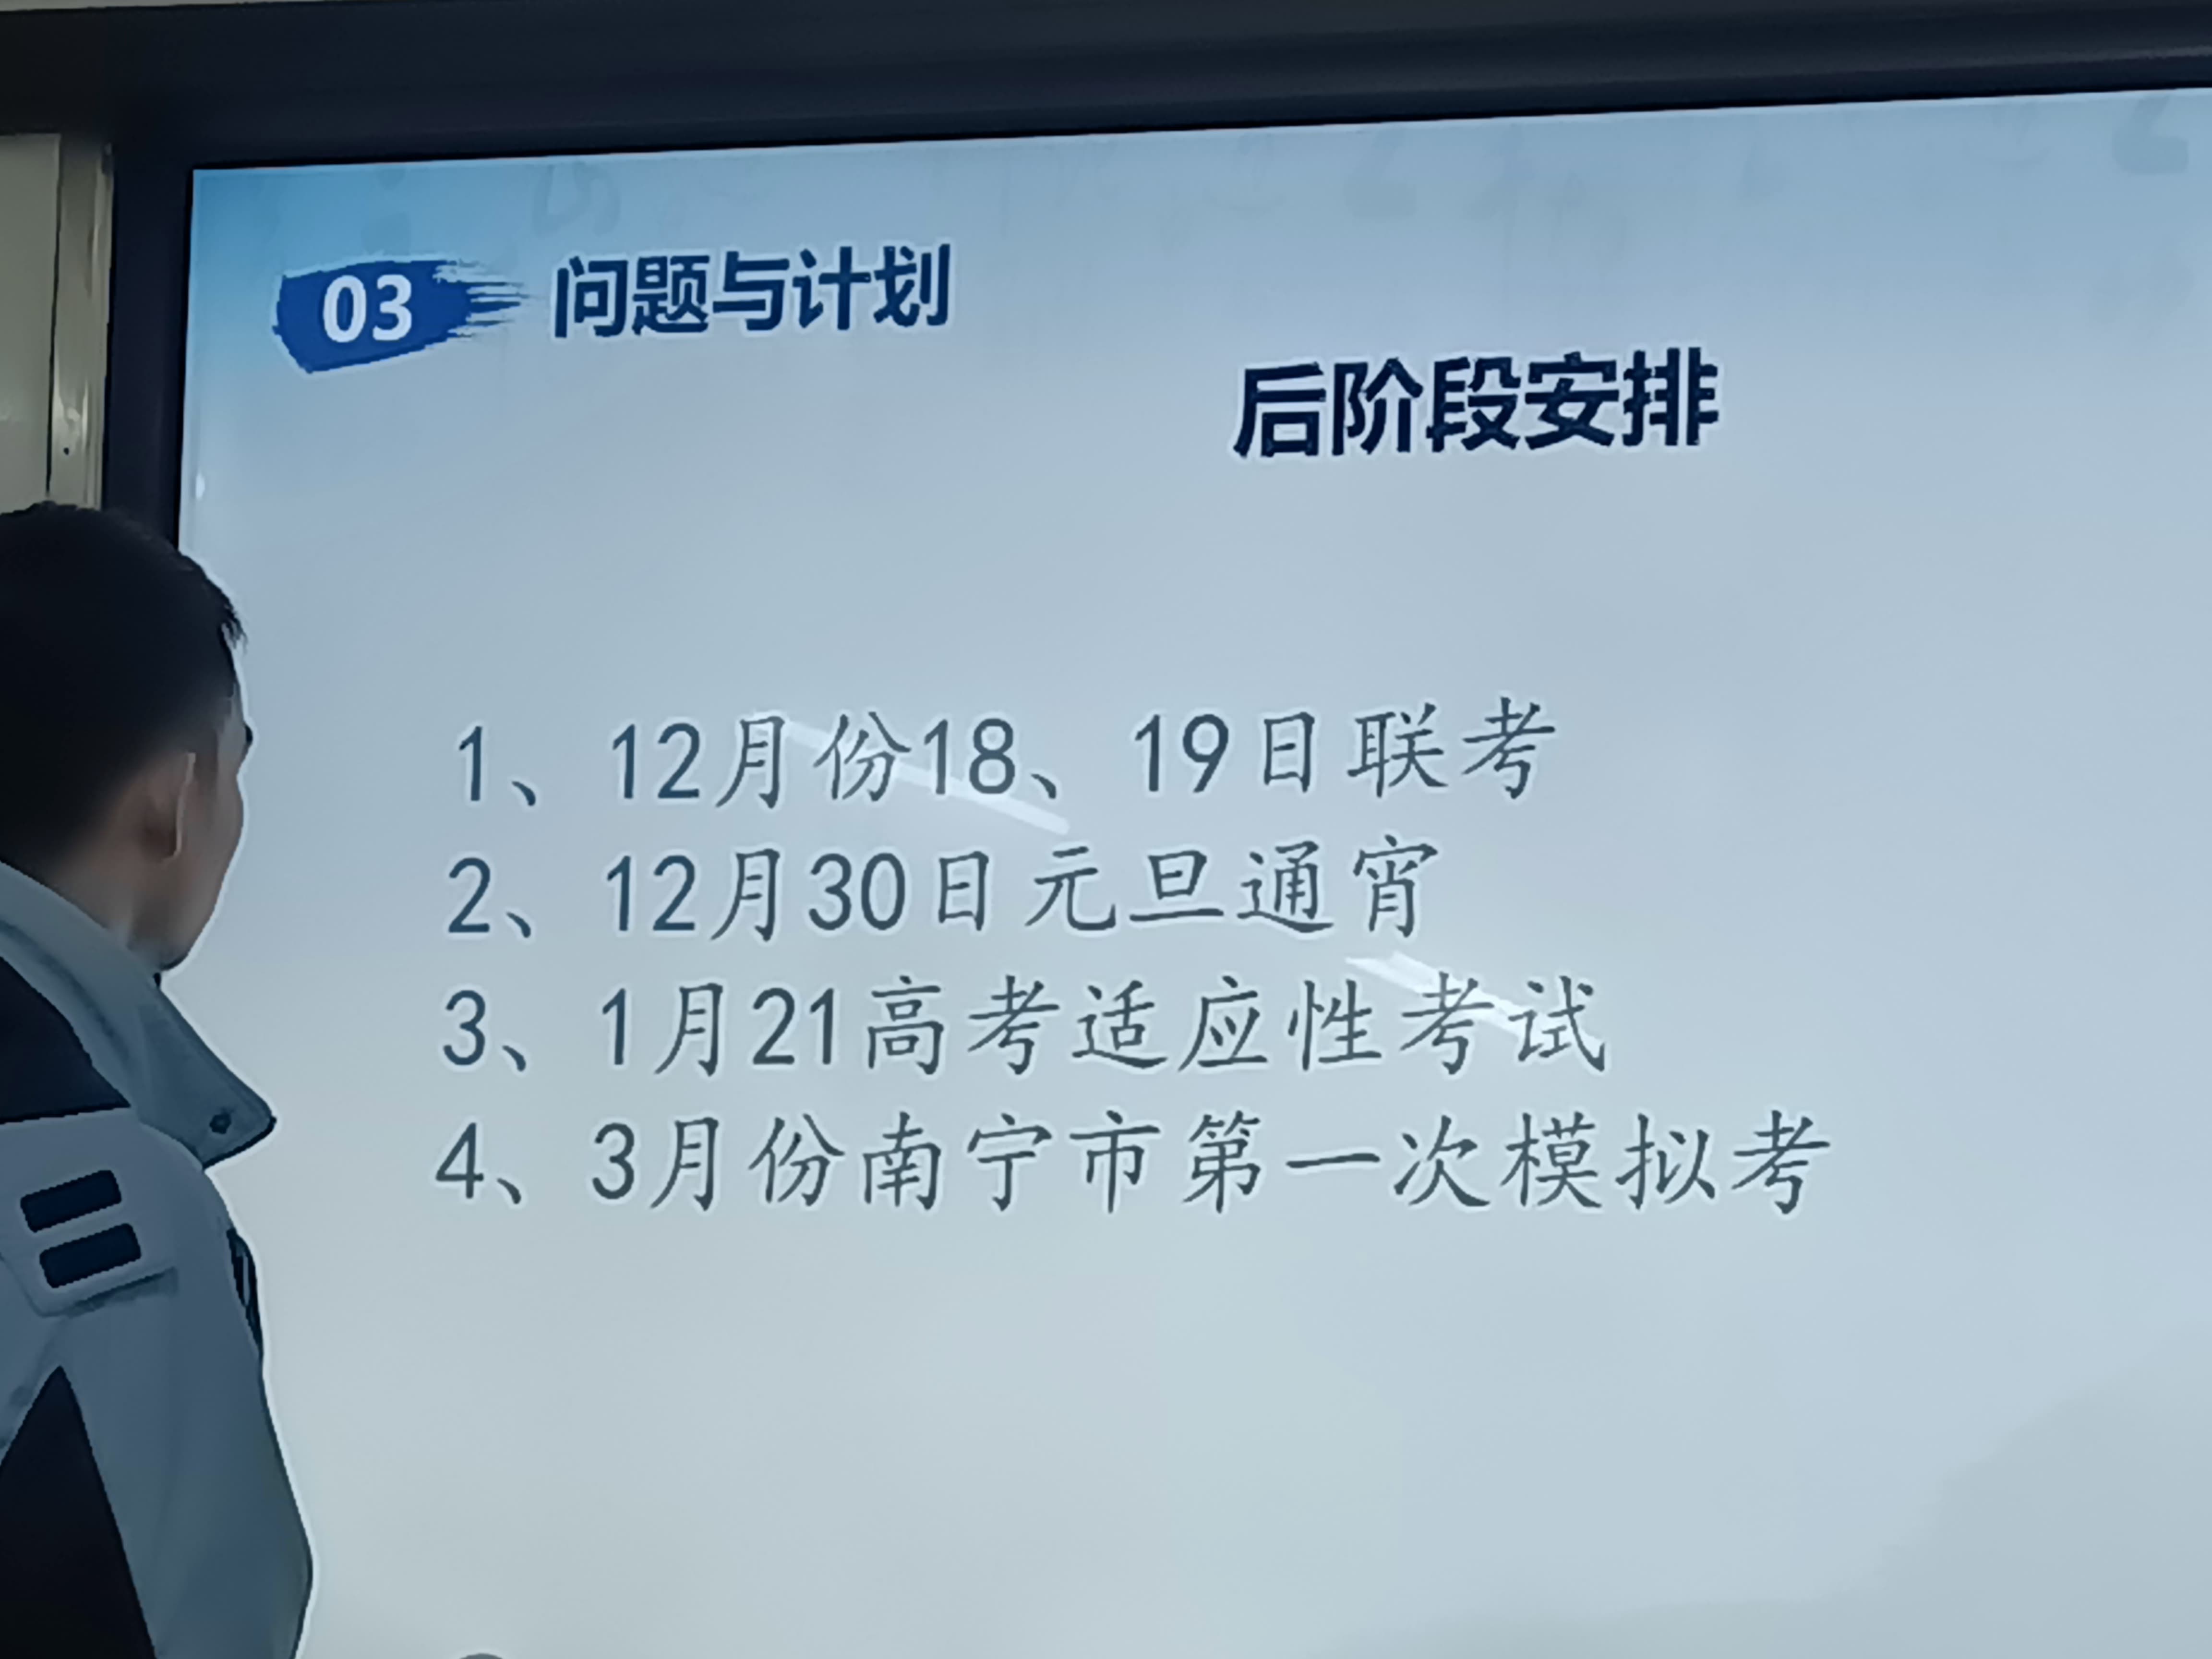 03 问题与计划
后阶段安排
1、12月份18、19日联考
2、12月30日元旦通宵
3、1月21高考适应性考试
4、3月份南宁市第一次模拟考